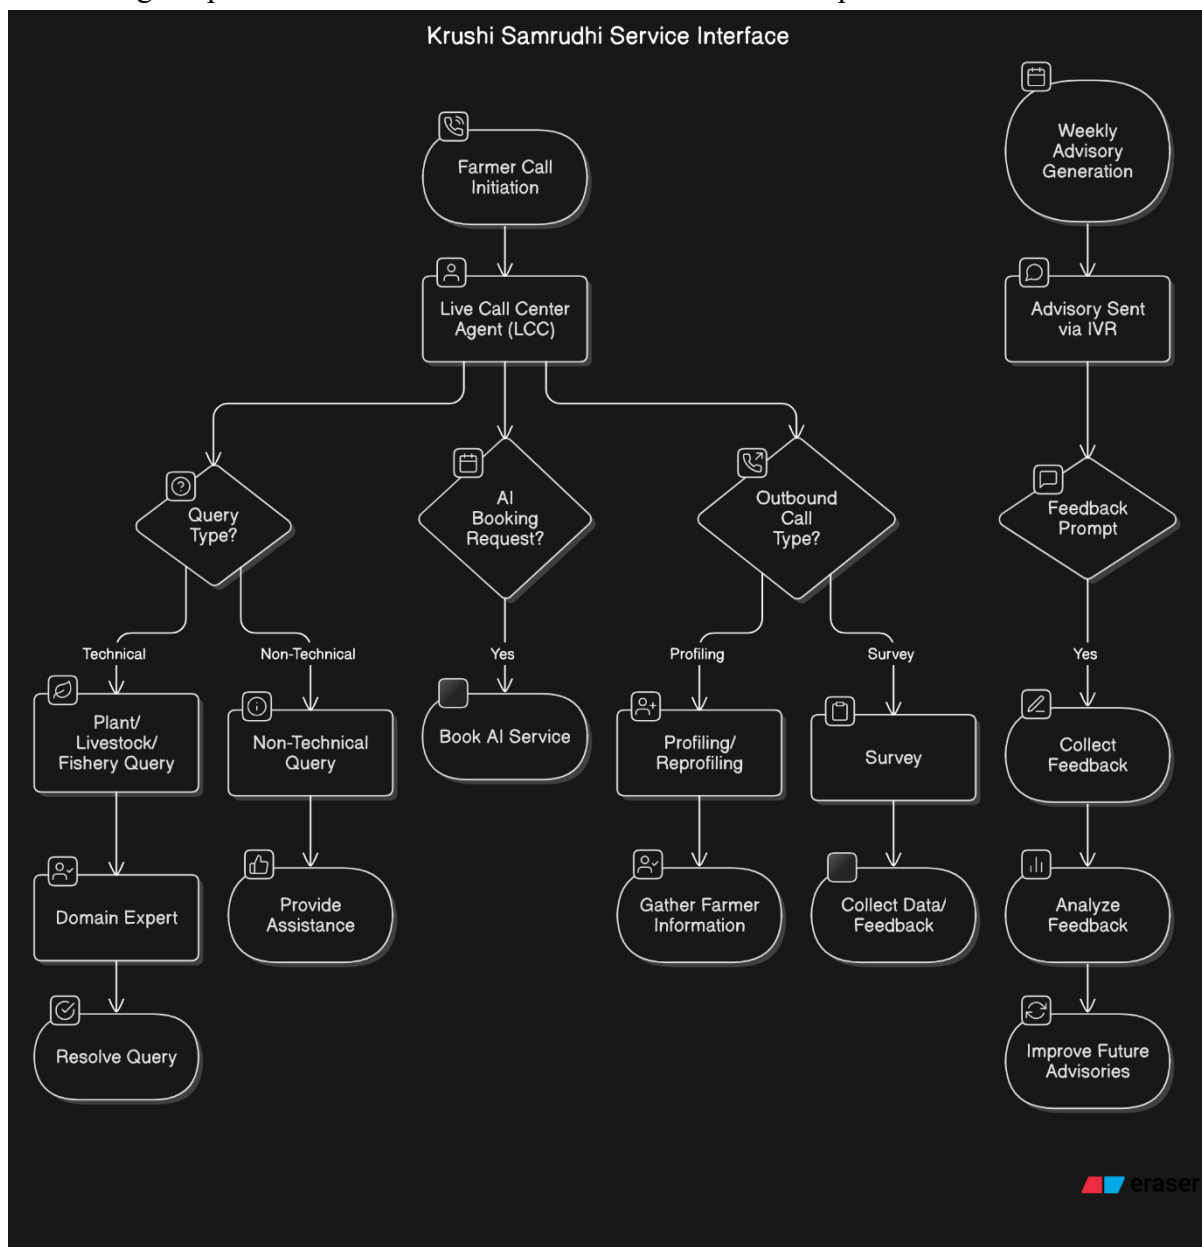 Krushi Samrudhi Service Interface
Farmer Call
Initiation
Weekly
Advisory
Generation
Live Call Center
Agent (LCC)
Advisory Sent
via IVR
Query
Type?
AI
Booking
Request?
Outbound
Call
Type?
Feedback
Prompt
Technical
Non-Technical
Yes
Profiling
Survey
Yes
Plant/
Livestock/
Fishery Query
Non-Technical
Query
Book AI Service
Profiling/
Reprofiling
Survey
Collect
Feedback
Domain Expert
Provide
Assistance
Gather Farmer
Information
Collect Data/
Feedback
Analyze
Feedback
Resolve Query
Improve Future
Advisories
eraser